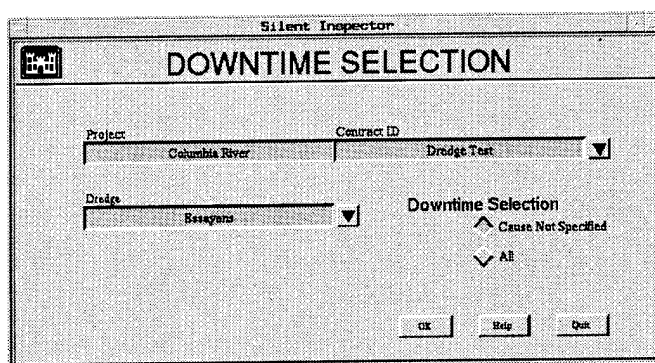 Silent Inspector
DOWNTIME SELECTION
Project
Contract ID
Columbia River
Dredge Test
Dredge
Essayons
Downtime Selection
Cause Not Specified
All
OK
Help
Quit